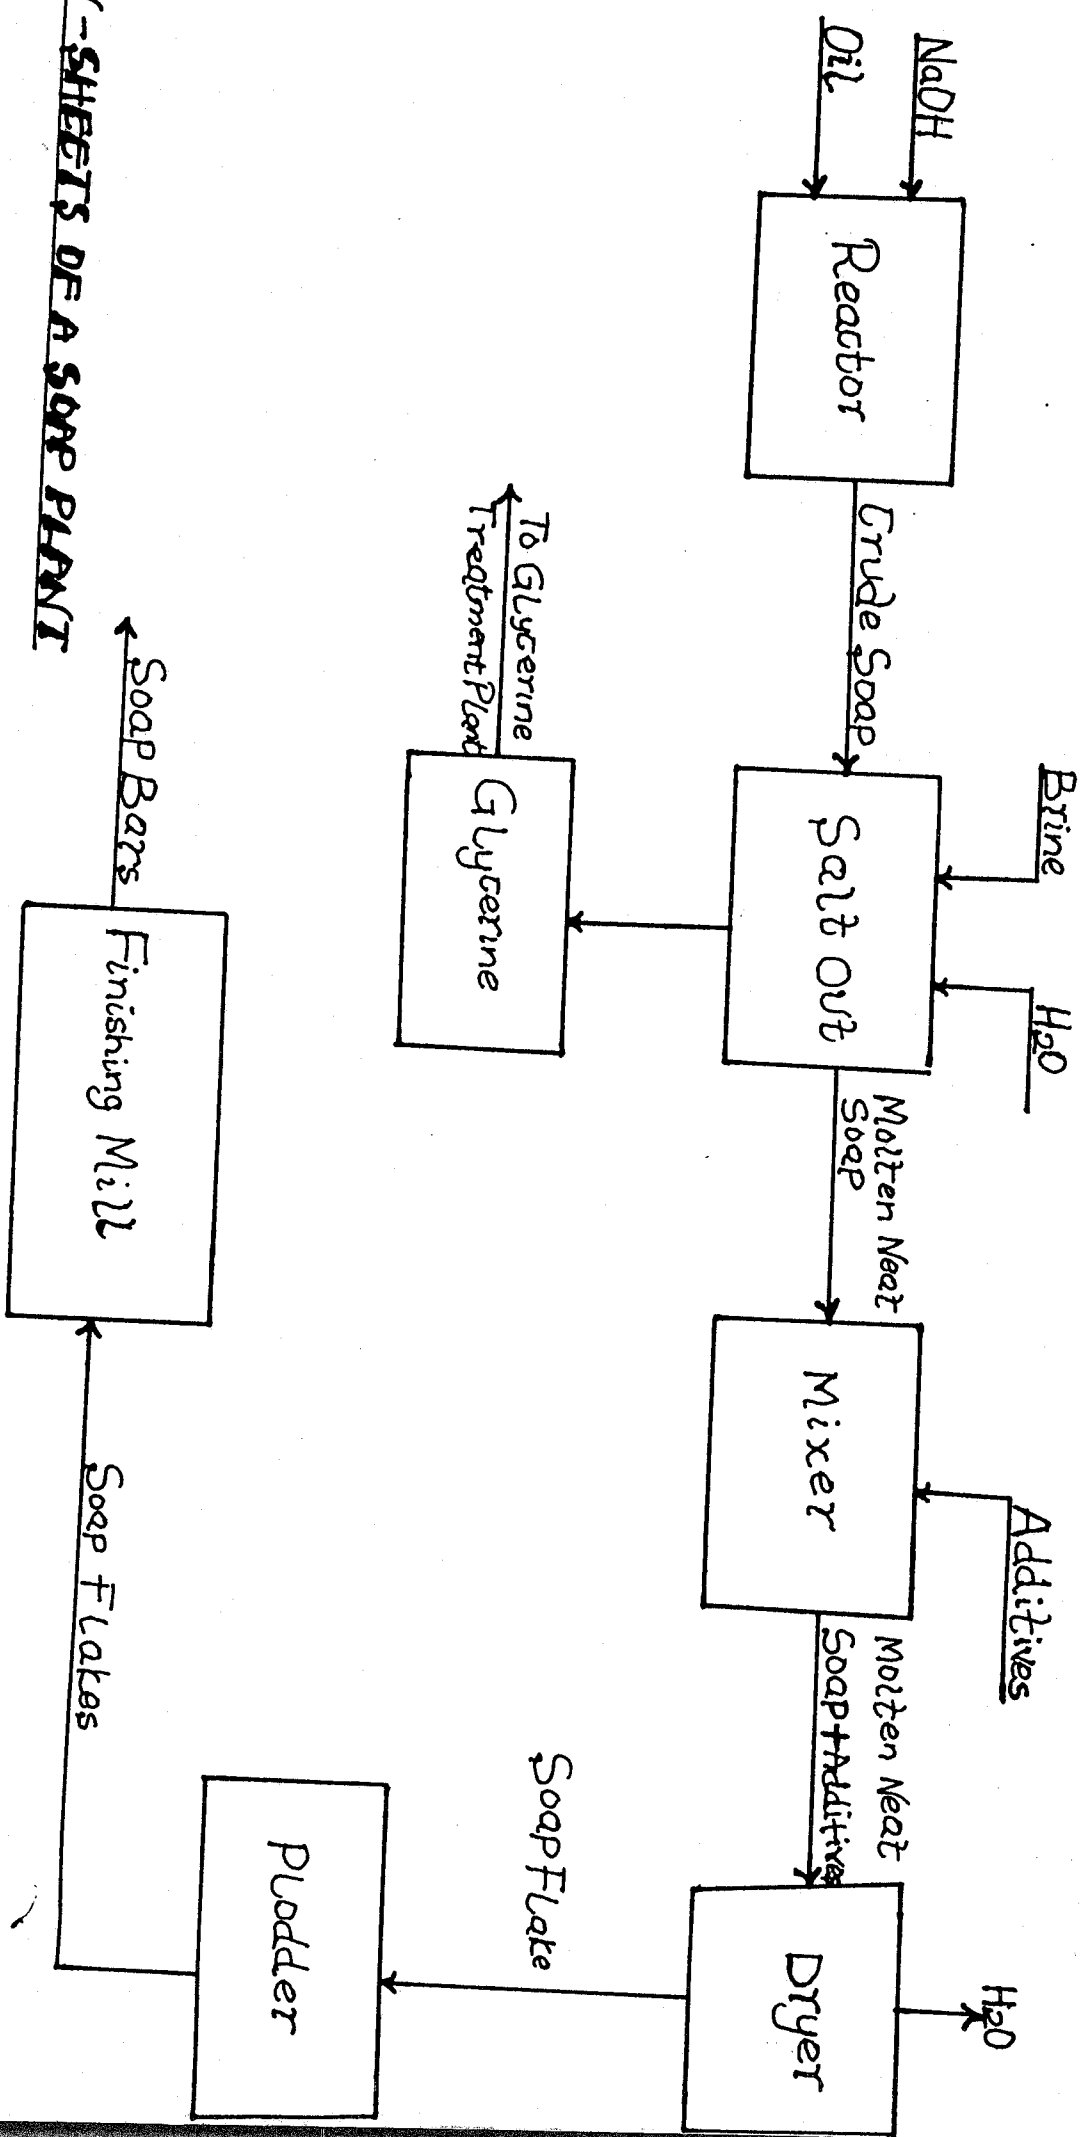 NaOH
Oil
Reactor
Crude Soap
Brine
H2O
Salt Out
Molten Neat
Soap
Additives
Mixer
Molten Neat
Soap+Additives
H2O
Dryer
To Glycerine
Treatment Plant
Glycerine
Soap Flake
Plodder
Soap Bars
Finishing Mill
Soap Flakes
-SHEETS OF A SOAP PLANT